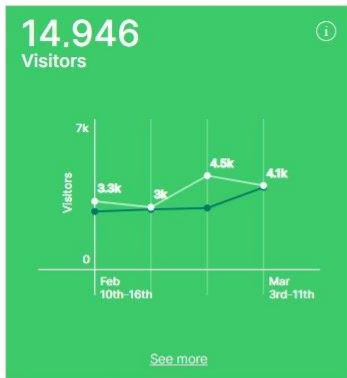 14.946
Visitors
i
7k
Visitors
3.3k
3k
4.5k
4.1k
0
Feb
10th-16th
Mar
3rd-11th
See more